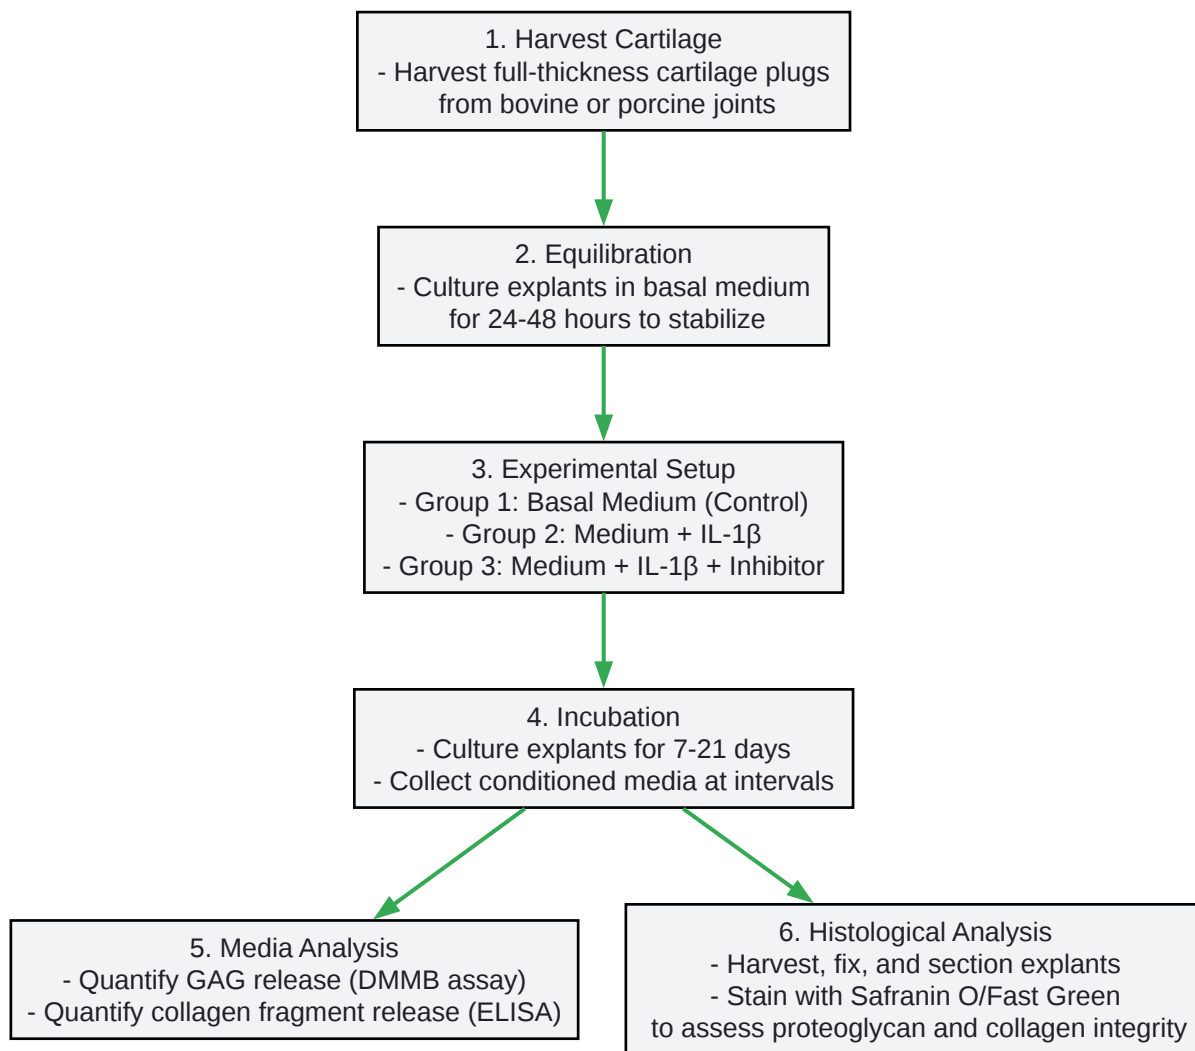 1. Harvest Cartilage
- Harvest full-thickness cartilage plugs
from bovine or porcine joints
2. Equilibration
- Culture explants in basal medium
for 24-48 hours to stabilize
3. Experimental Setup
- Group 1: Basal Medium (Control)
- Group 2: Medium + IL-1β
- Group 3: Medium + IL-1β + Inhibitor
4. Incubation
- Culture explants for 7-21 days
- Collect conditioned media at intervals
5. Media Analysis
- Quantify GAG release (DMMB assay)
- Quantify collagen fragment release (ELISA)
6. Histological Analysis
- Harvest, fix, and section explants
- Stain with Safranin O/Fast Green
to assess proteoglycan and collagen integrity